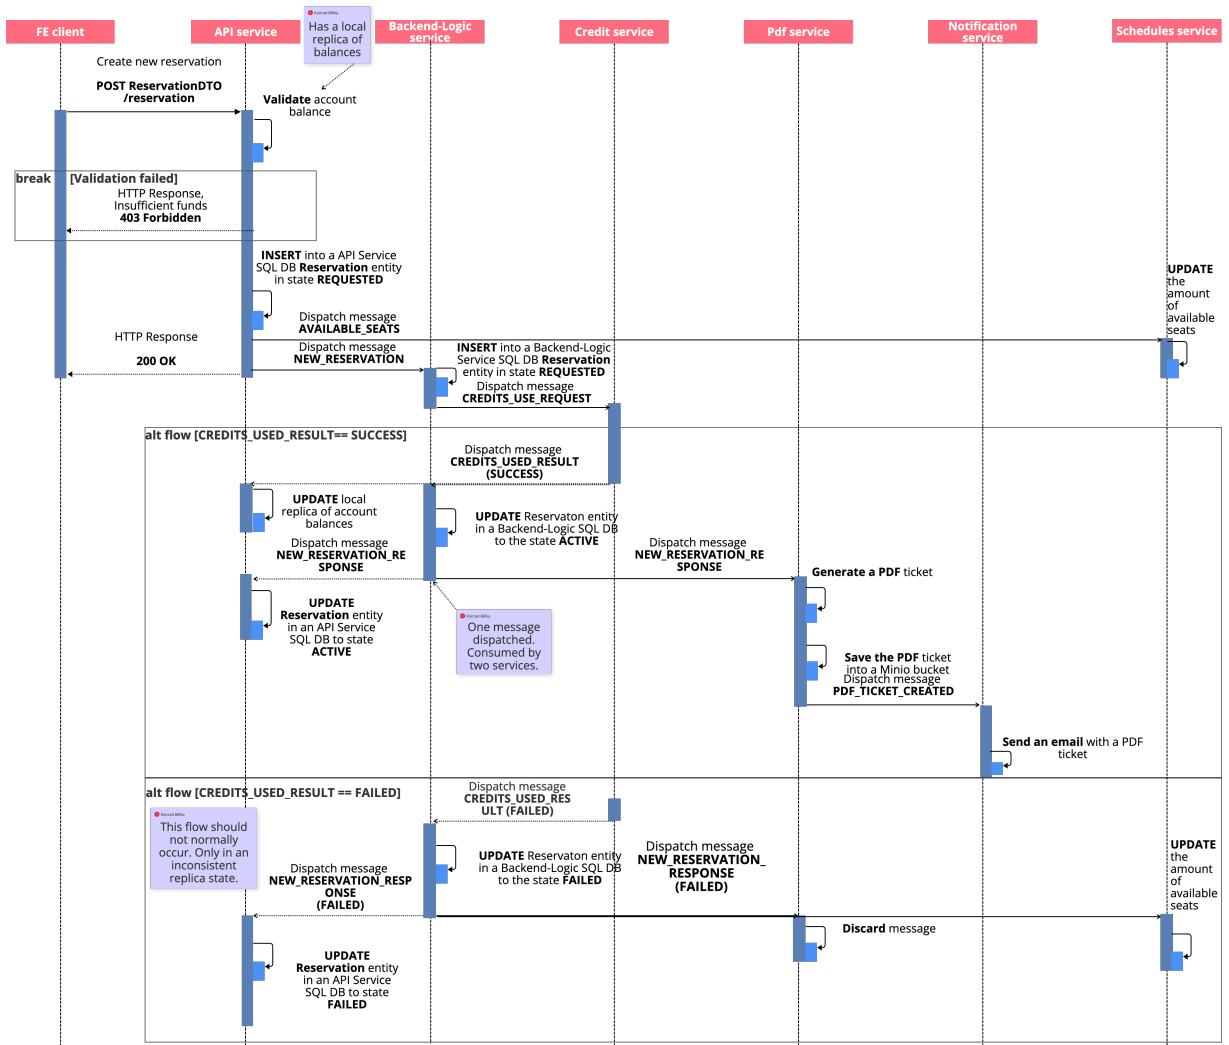 Konrad Bilika
Has a local
replica of
balances
FE client
API service
Backend-Logic
service
Credit service
Pdf service
Notification
service
Schedules service
Create new reservation
POST ReservationDTO
/reservation
Validate account
balance
break
[Validation failed]
HTTP Response,
Insufficient funds
403 Forbidden
INSERT into a API Service
SQL DB Reservation entity
in state REQUESTED
UPDATE
the
amount
of
available
seats
Dispatch message
AVAILABLE_SEATS
HTTP Response
200 OK
Dispatch message
NEW_RESERVATION
INSERT into a Backend-Logic
Service SQL DB Reservation
entity in state REQUESTED
Dispatch message
CREDITS_USE_REQUEST
alt flow [CREDITS_USED_RESULT== SUCCESS]
Dispatch message
CREDITS_USED_RESULT
(SUCCESS)
UPDATE local
replica of account
balances
UPDATE Reservaton entity
in a Backend-Logic SQL DB
to the state ACTIVE
Dispatch message
NEW_RESERVATION_RE
SPONSE
Dispatch message
NEW_RESERVATION_RE
SPONSE
Generate a PDF ticket
UPDATE
Reservation entity
in an API Service
SQL DB to state
ACTIVE
Konrad Bilika
One message
dispatched.
Consumed by
two services.
Save the PDF ticket
into a Minio bucket
Dispatch message
PDF_TICKET_CREATED
Send an email with a PDF
ticket
alt flow [CREDITS_USED_RESULT == FAILED]
Dispatch message
CREDITS_USED_RES
ULT (FAILED)
Konrad Bilika
This flow should
not normally
occur. Only in an
inconsistent
replica state.
Dispatch message
NEW_RESERVATION_RESP
ONSE
(FAILED)
UPDATE Reservaton entity
in a Backend-Logic SQL DB
to the state FAILED
Dispatch message
NEW_RESERVATION_
RESPONSE
(FAILED)
UPDATE
the
amount
of
available
seats
Discard message
UPDATE
Reservation entity
in an API Service
SQL DB to state
FAILED